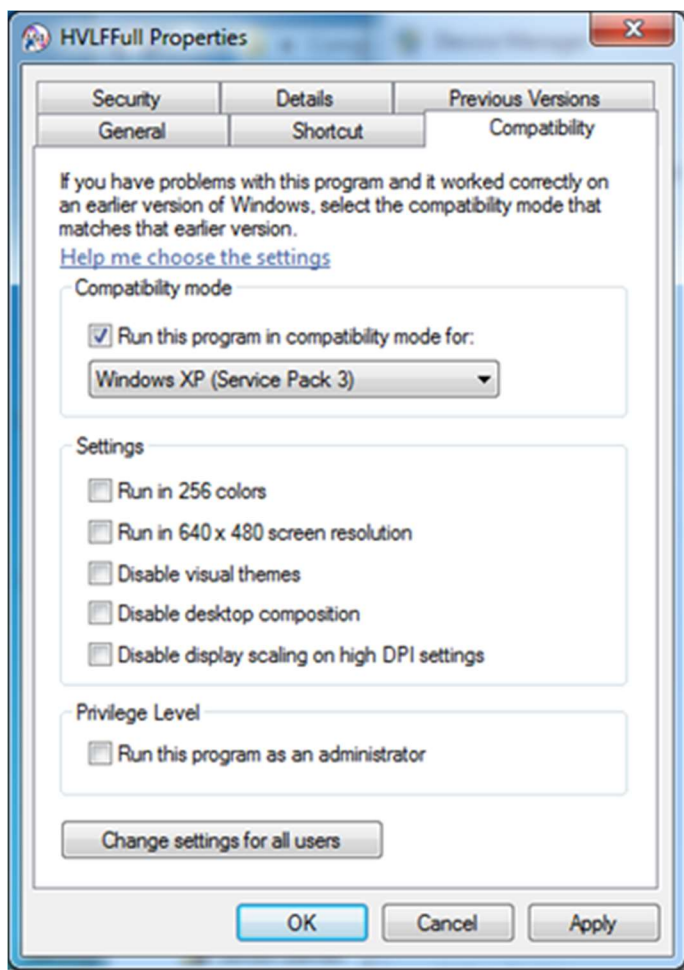 HVLFFull Properties
Security
Details
Previous Versions
General
Shortcut
Compatibility
If you have problems with this program and it worked correctly on
an earlier version of Windows, select the compatibility mode that
matches that earlier version.
Help me choose the settings
Compatibility mode
Run this program in compatibility mode for:
Windows XP (Service Pack 3)
Settings
Run in 256 colors
Run in 640 x 480 screen resolution
Disable visual themes
Disable desktop composition
Disable display scaling on high DPI settings
Privilege Level
Run this program as an administrator
Change settings for all users
OK
Cancel
Apply